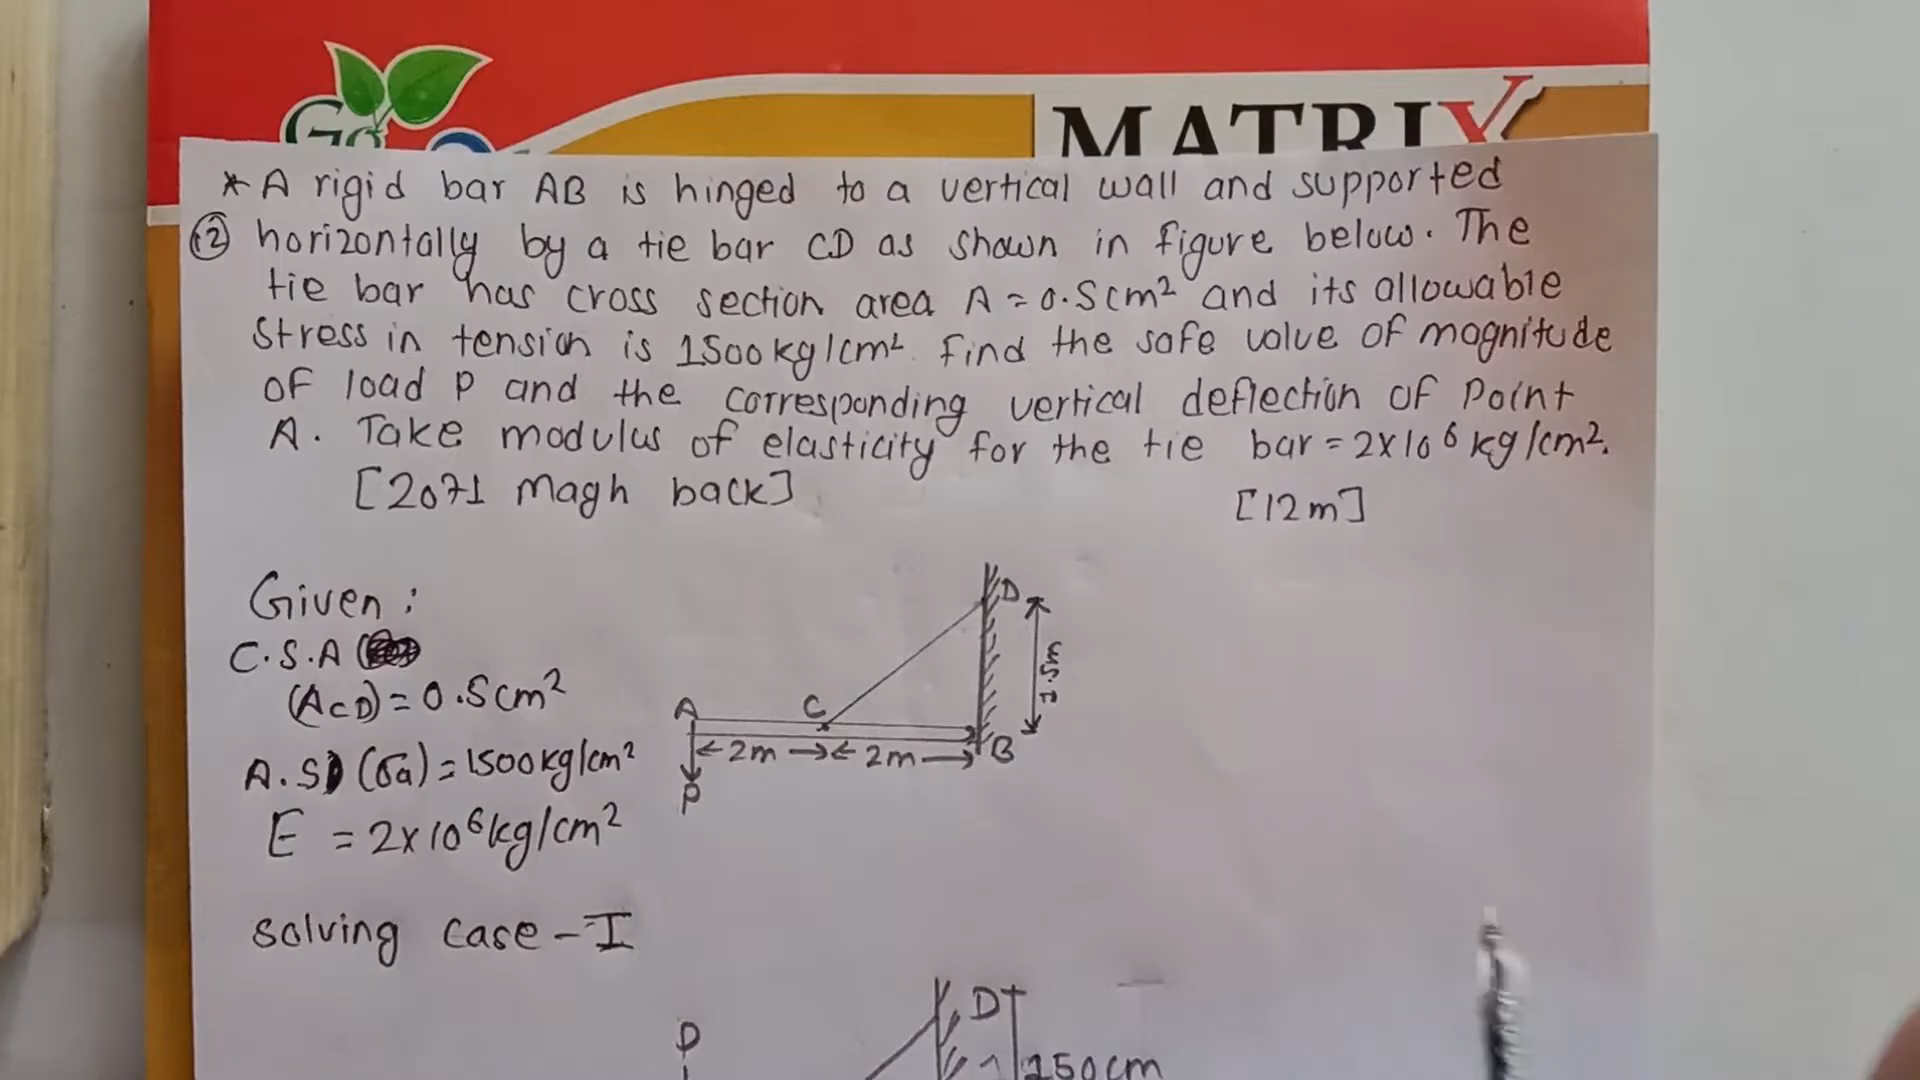 Go
MATRIX
* A rigid bar AB is hinged to a vertical wall and supported
(2) horizontally by a tie bar CD as shown in figure below. The
tie bar has cross section area A = 0.5cm² and its allowable
stress in tension is 1500kg/cm². Find the safe value of magnitude
of load P and the corresponding vertical deflection of Point
A. Take modulus of elasticity for the tie bar = 2x10⁶ kg/cm².
[2071 magh back] [12m]
Given:
C.S.A
(ACD) = 0.5cm²
A.S (σa) = 1500kg/cm²
E = 2x10⁶kg/cm²
D
1.5m
A C
←2m→←2m→ B
P
solving case-I
D
P
150cm